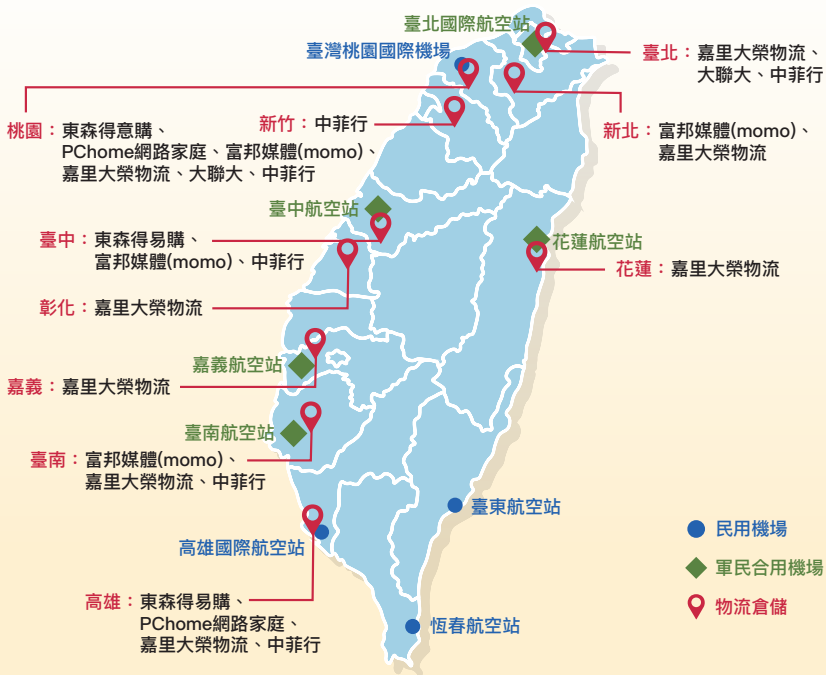 臺北國際航空站
臺灣桃園國際機場
臺北：嘉里大榮物流、
大聯大、中菲行
桃園：東森得意購、
PChome網路家庭、富邦媒體(momo)、
嘉里大榮物流、大聯大、中菲行
新竹：中菲行
新北：富邦媒體(momo)、
嘉里大榮物流
臺中航空站
臺中：東森得易購、
富邦媒體(momo)、中菲行
花蓮航空站
花蓮：嘉里大榮物流
彰化：嘉里大榮物流
嘉義航空站
嘉義：嘉里大榮物流
臺南航空站
臺南：富邦媒體(momo)、
嘉里大榮物流、中菲行
臺東航空站
高雄國際航空站
高雄：東森得易購、
PChome網路家庭、
嘉里大榮物流、中菲行
恆春航空站
民用機場
軍民合用機場
物流倉儲